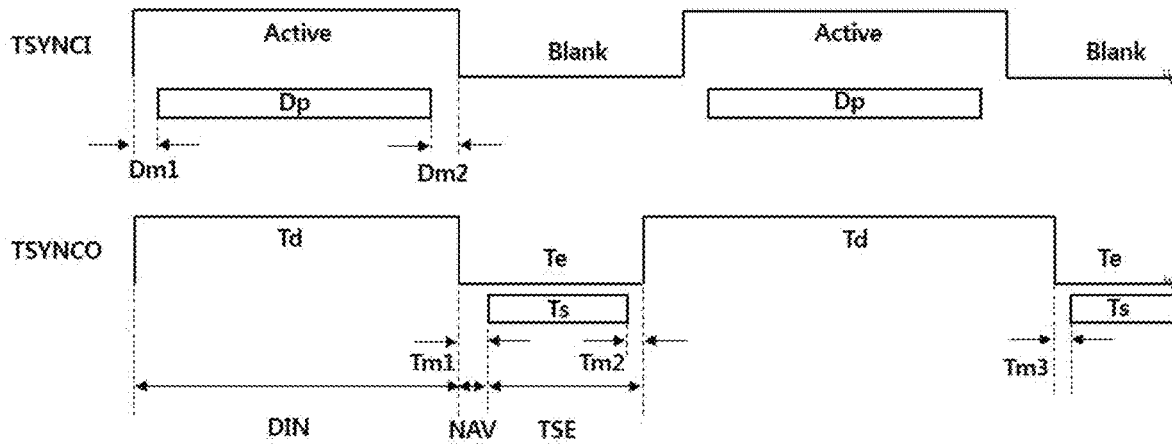 TSYNCI
Active
Blank
Active
Blank
Dp
Dp
Dm1
Dm2
TSYNCO
Td
Te
Td
Te
Ts
Ts
Tm1
Tm2
Tm3
DIN
NAV
TSE